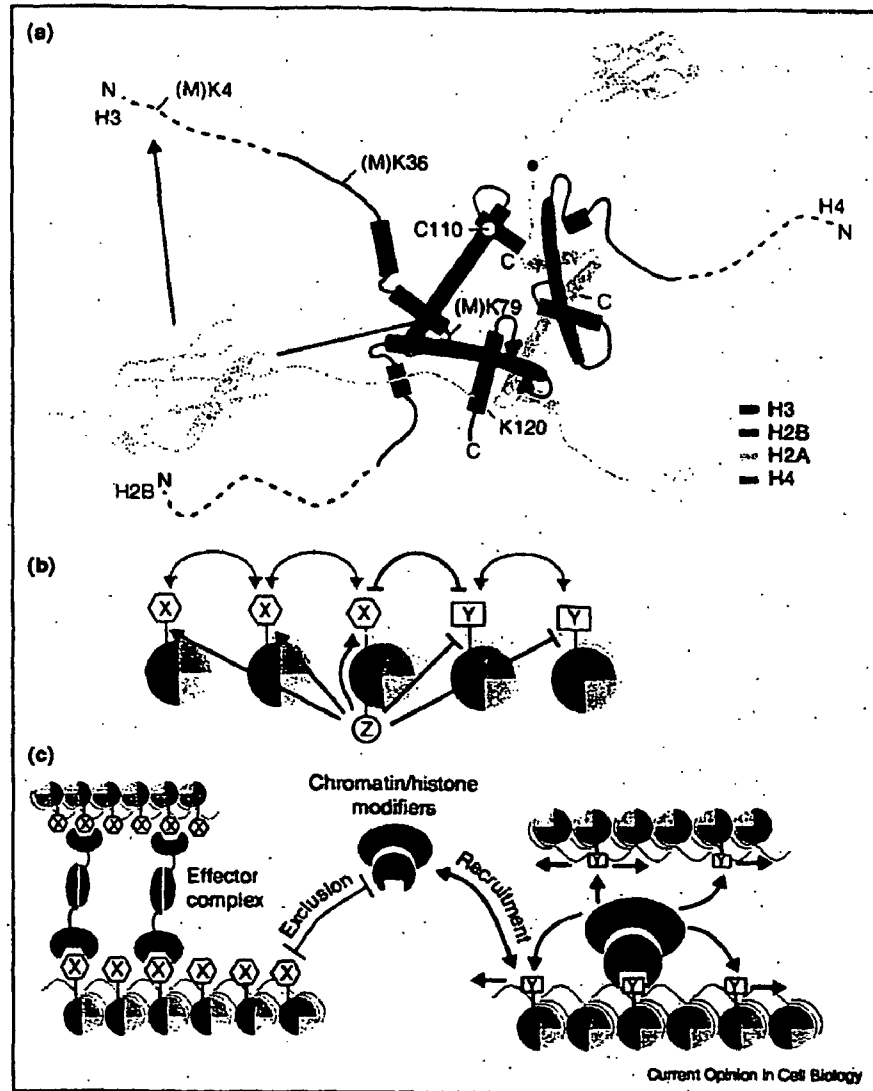 (a)
N
(M)K4
H3
(M)K36
H4
N
C110
C
C
(M)K79
K120
C
H3
H2B
H2A
H4
H2B
N
(b)
X
X
X
Y
Y
Z
(c)
Chromatin/histone
modifiers
X X X X X X
Effector
complex
Exclusion
Recruitment
Y
Y
X X X X X X
Y
Y
Y
Current Opinion in Cell Biology